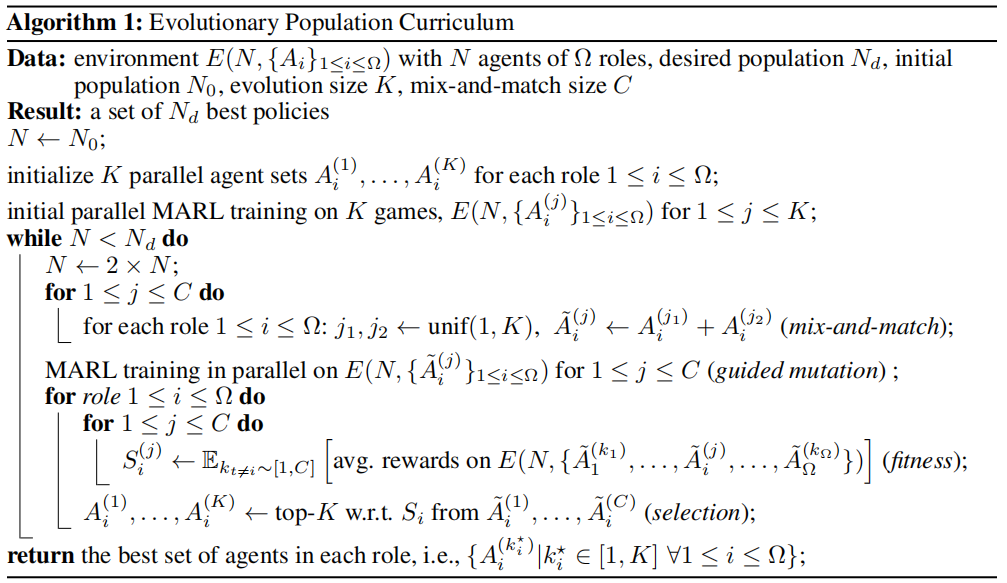 Algorithm 1: Evolutionary Population Curriculum
Data: environment $E(N, \{A_i\}_{1 \le i \le \Omega})$ with $N$ agents of $\Omega$ roles, desired population $N_d$, initial
population $N_0$, evolution size $K$, mix-and-match size $C$
Result: a set of $N_d$ best policies
$N \leftarrow N_0$;
initialize $K$ parallel agent sets $A_i^{(1)}, \ldots, A_i^{(K)}$ for each role $1 \le i \le \Omega$;
initial parallel MARL training on $K$ games, $E(N, \{A_i^{(j)}\}_{1 \le i \le \Omega})$ for $1 \le j \le K$;
while $N < N_d$ do
$N \leftarrow 2 \times N$;
for $1 \le j \le C$ do
for each role $1 \le i \le \Omega$: $j_1, j_2 \leftarrow \text{unif}(1, K)$, $\tilde{A}_i^{(j)} \leftarrow A_i^{(j_1)} + A_i^{(j_2)}$ (mix-and-match);
MARL training in parallel on $E(N, \{\tilde{A}_i^{(j)}\}_{1 \le i \le \Omega})$ for $1 \le j \le C$ (guided mutation) ;
for role $1 \le i \le \Omega$ do
for $1 \le j \le C$ do
$S_i^{(j)} \leftarrow \mathbb{E}_{k_{t \ne i} \sim [1,C]} \left[ \text{avg. rewards on } E(N, \{\tilde{A}_1^{(k_1)}, \ldots, \tilde{A}_i^{(j)}, \ldots, \tilde{A}_\Omega^{(k_\Omega)}\}) \right]$ (fitness);
$A_i^{(1)}, \ldots, A_i^{(K)} \leftarrow$ top-$K$ w.r.t. $S_i$ from $\tilde{A}_i^{(1)}, \ldots, \tilde{A}_i^{(C)}$ (selection);
return the best set of agents in each role, i.e., $\{A_i^{(k_i^\star)} | k_i^\star \in [1, K] \; \forall 1 \le i \le \Omega\}$;